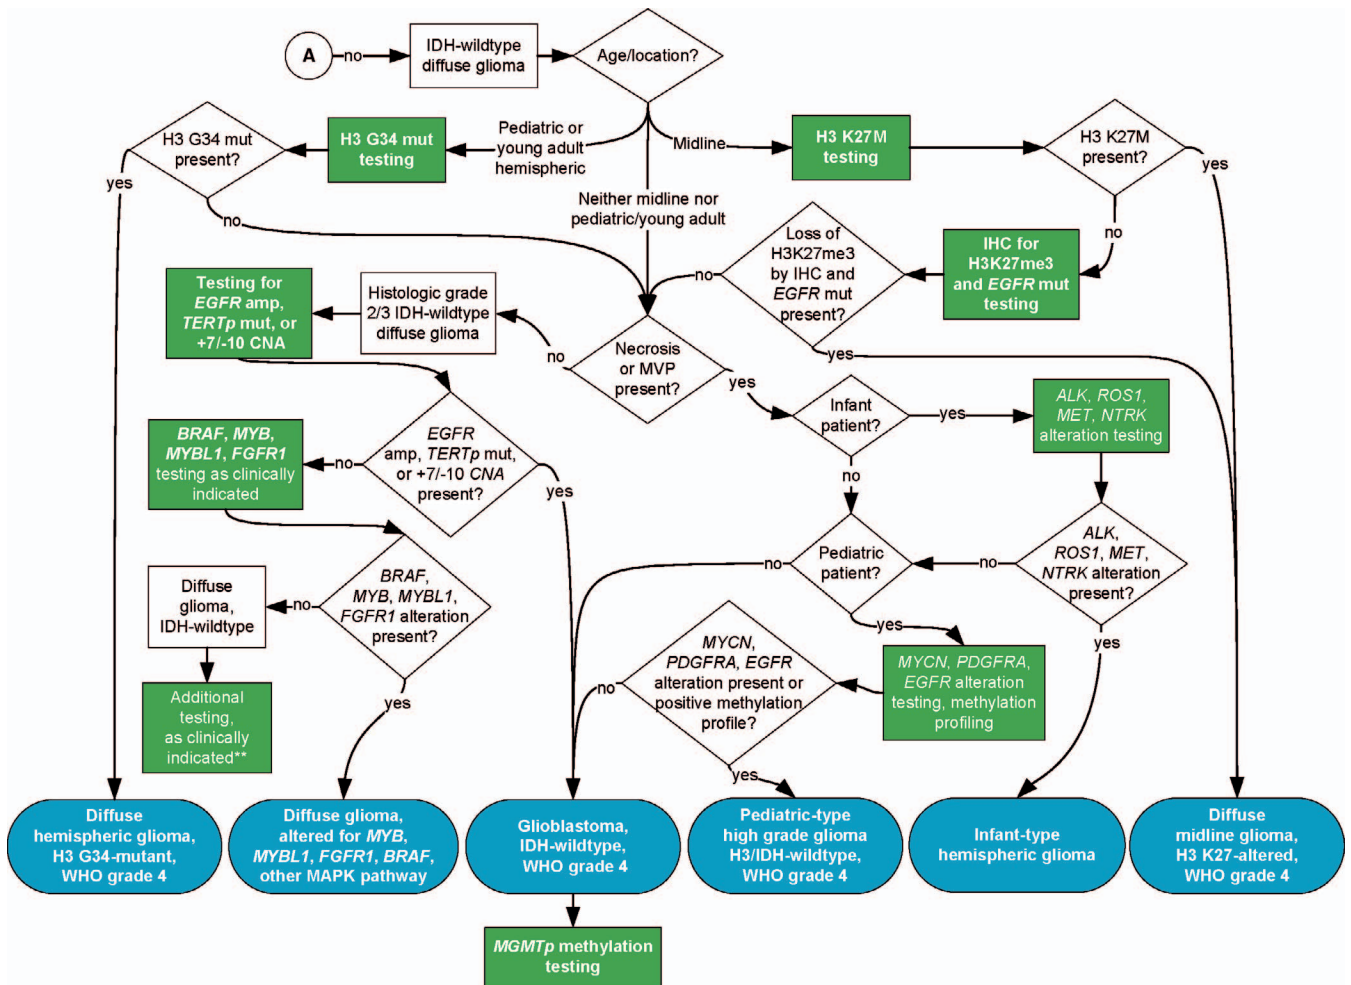 A
no
IDH-wildtype
diffuse glioma
Age/location?
H3 G34 mut
present?
H3 G34 mut
testing
Pediatric or
young adult
hemispheric
Midline
H3 K27M
testing
H3 K27M
present?
yes
yes
no
Neither midline nor
pediatric/young adult
no
Loss of
H3K27me3
by IHC and
EGFR mut
present?
no
IHC for
H3K27me3
and EGFR mut
testing
Testing for
EGFR amp,
TERTp mut, or
+7/-10 CNA
Histologic grade
2/3 IDH-wildtype
diffuse glioma
no
Necrosis
or MVP
present?
yes
yes
Infant
patient?
yes
ALK, ROS1,
MET, NTRK
alteration testing
BRAF, MYB,
MYBL1, FGFR1
testing as clinically
indicated
no
EGFR
amp, TERTp mut,
or +7/-10 CNA
present?
yes
no
Diffuse
glioma,
IDH-wildtype
no
BRAF,
MYB, MYBL1,
FGFR1 alteration
present?
no
Pediatric
patient?
no
ALK,
ROS1, MET,
NTRK alteration
present?
yes
yes
Additional
testing,
as clinically
indicated**
yes
no
MYCN,
PDGFRA, EGFR
alteration present or
positive methylation
profile?
MYCN, PDGFRA,
EGFR alteration
testing, methylation
profiling
yes
Diffuse
hemispheric glioma,
H3 G34-mutant,
WHO grade 4
Diffuse glioma,
altered for MYB,
MYBL1, FGFR1, BRAF,
other MAPK pathway
Glioblastoma,
IDH-wildtype,
WHO grade 4
Pediatric-type
high grade glioma
H3/IDH-wildtype,
WHO grade 4
Infant-type
hemispheric glioma
Diffuse
midline glioma,
H3 K27-altered,
WHO grade 4
MGMTp methylation
testing